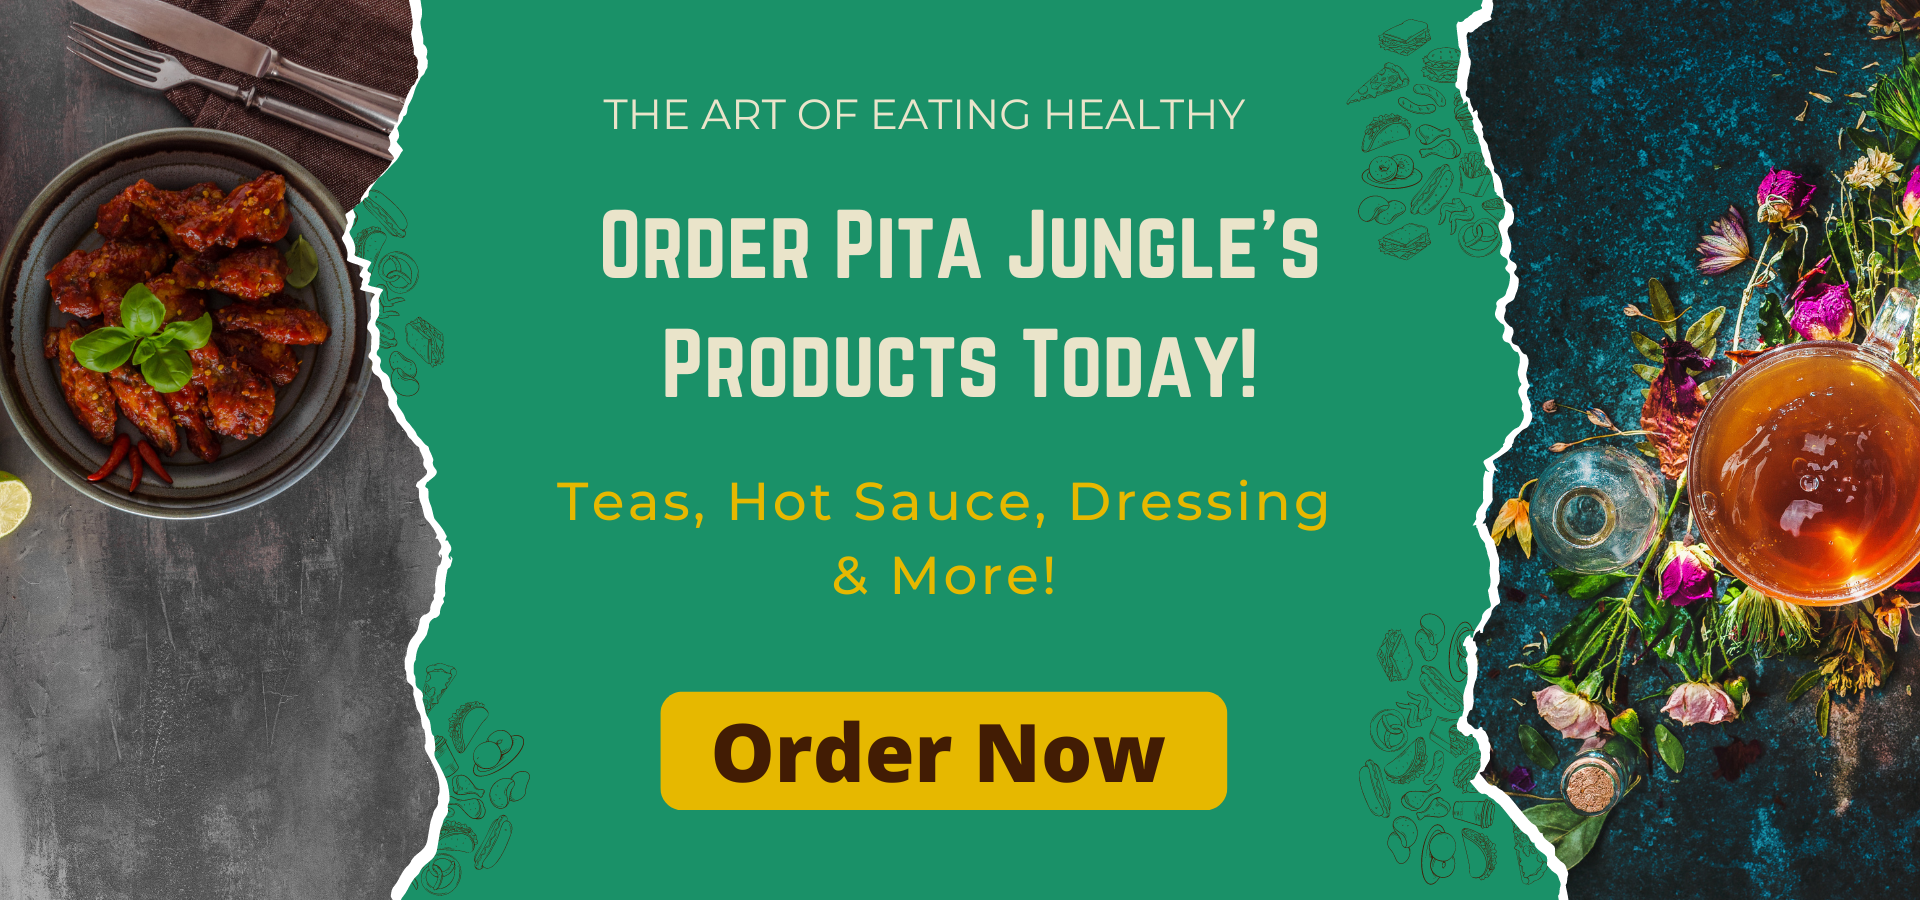 THE ART OF EATING HEALTHY
Order Pita Jungle’s
Products Today!
Teas, Hot Sauce, Dressing
& More!
Order Now